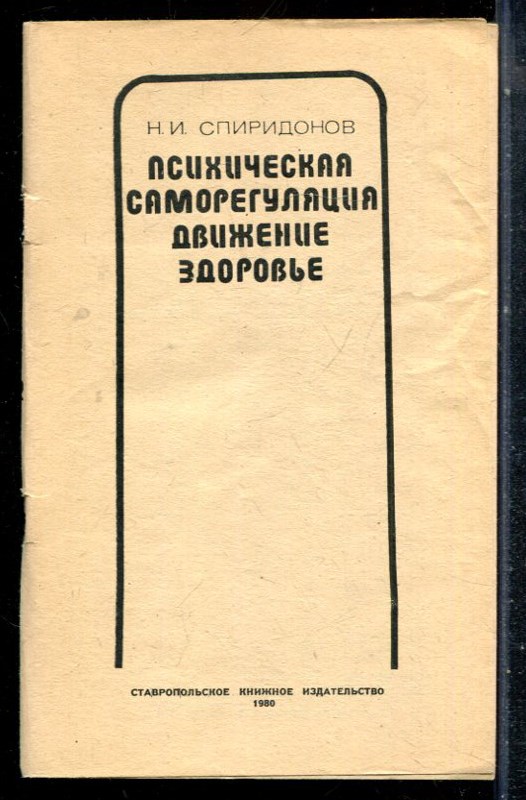 Н. И. СПИРИДОНОВ
ПСИХИЧЕСКАЯ
САМОРЕГУЛЯЦИЯ
ДВИЖЕНИЕ
ЗДОРОВЬЕ
СТАВРОПОЛЬСКОЕ КНИЖНОЕ ИЗДАТЕЛЬСТВО
1980